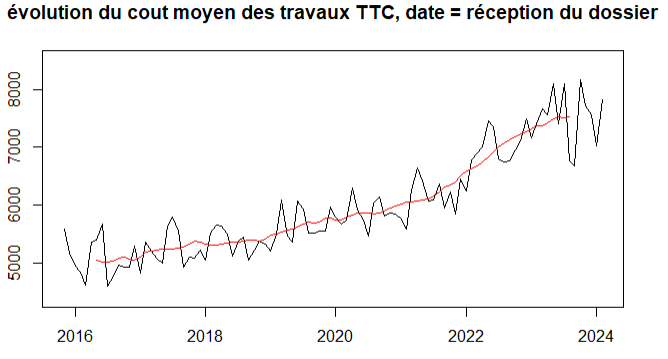 évolution du cout moyen des travaux TTC, date = réception du dossier
8000
7000
6000
5000
2016 2018 2020 2022 2024